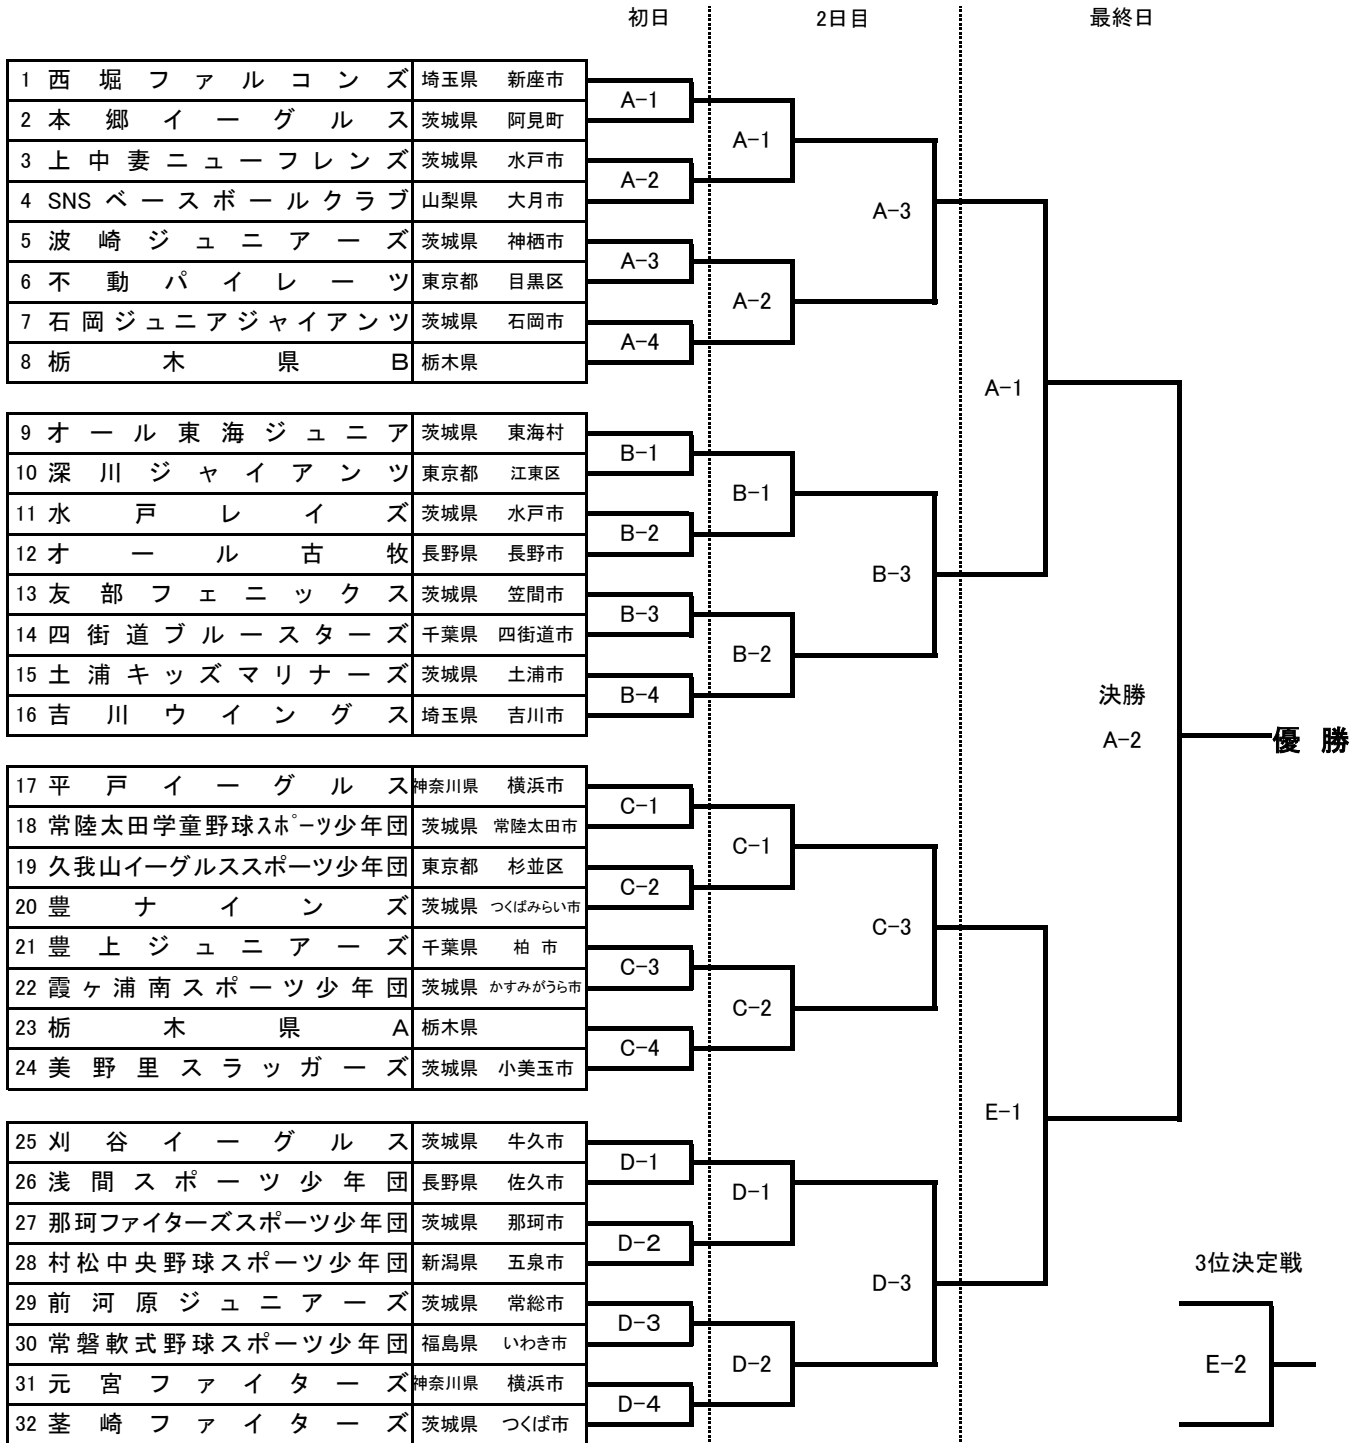 初日 2日目 最終日
1 西堀ファルコンズ 埼玉県 新座市
A-1
2 本郷イーグルス 茨城県 阿見町
A-1
3 上中妻ニューフレンズ 茨城県 水戸市
A-2
4 SNSベースボールクラブ 山梨県 大月市
A-3
5 波崎ジュニアーズ 茨城県 神栖市
A-3
6 不動パイレーツ 東京都 目黒区
A-2
7 石岡ジュニアジャイアンツ 茨城県 石岡市
A-4
8 栃木県B 栃木県
A-1
9 オール東海ジュニア 茨城県 東海村
B-1
10 深川ジャイアンツ 東京都 江東区
B-1
11 水戸レイズ 茨城県 水戸市
B-2
12 オール古牧 長野県 長野市
B-3
13 友部フェニックス 茨城県 笠間市
B-3
14 四街道ブルースターズ 千葉県 四街道市
B-2
15 土浦キッズマリナーズ 茨城県 土浦市
B-4
16 吉川ウイングス 埼玉県 吉川市
決勝
A-2
優勝
17 平戸イーグルス 神奈川県 横浜市
C-1
18 常陸太田学童野球スポーツ少年団 茨城県 常陸太田市
C-1
19 久我山イーグルススポーツ少年団 東京都 杉並区
C-2
20 豊ナインズ 茨城県 つくばみらい市
C-3
21 豊上ジュニアーズ 千葉県 柏市
C-3
22 霞ヶ浦南スポーツ少年団 茨城県 かすみがうら市
C-2
23 栃木県A 栃木県
C-4
24 美野里スラッガーズ 茨城県 小美玉市
E-1
25 刈谷イーグルス 茨城県 牛久市
D-1
26 浅間スポーツ少年団 長野県 佐久市
D-1
27 那珂ファイターズスポーツ少年団 茨城県 那珂市
D-2
28 村松中央野球スポーツ少年団 新潟県 五泉市
D-3
3位決定戦
29 前河原ジュニアーズ 茨城県 常総市
D-3
30 常磐軟式野球スポーツ少年団 福島県 いわき市
D-2
E-2
31 元宮ファイターズ 神奈川県 横浜市
D-4
32 茎崎ファイターズ 茨城県 つくば市